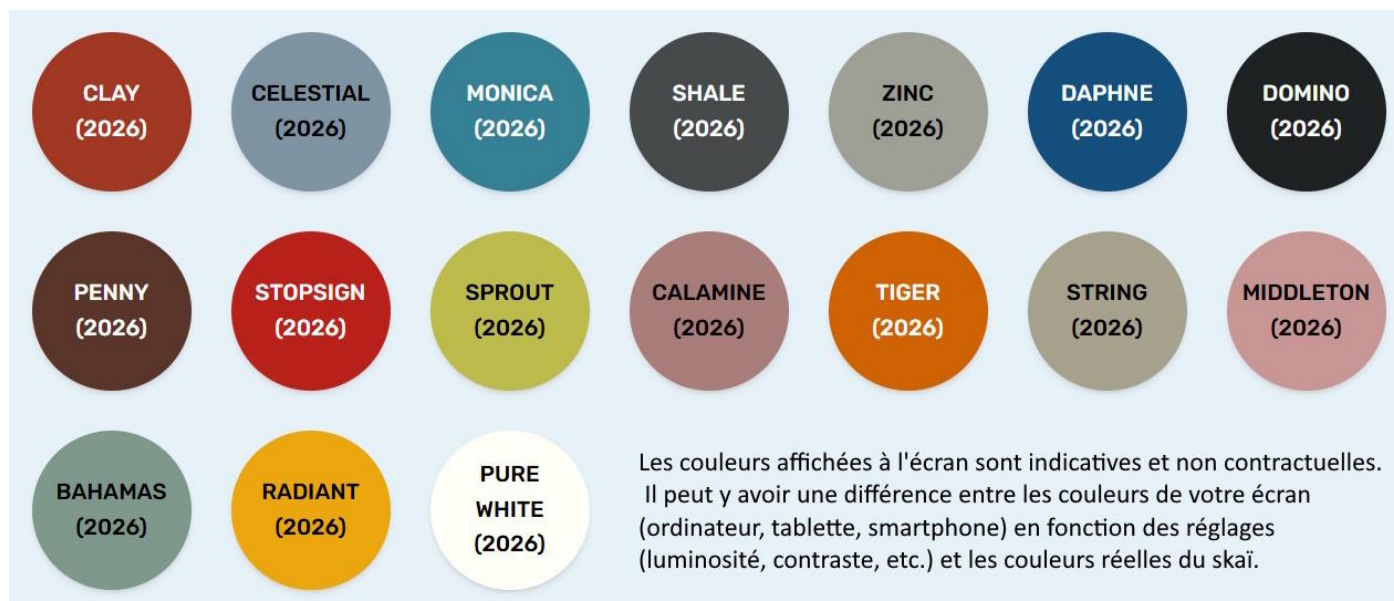 CLAY
(2026)
CELESTIAL
(2026)
MONICA
(2026)
SHALE
(2026)
ZINC
(2026)
DAPHNE
(2026)
DOMINO
(2026)
PENNY
(2026)
STOPSIGN
(2026)
SPROUT
(2026)
CALAMINE
(2026)
TIGER
(2026)
STRING
(2026)
MIDDLETON
(2026)
BAHAMAS
(2026)
RADIANT
(2026)
PURE
WHITE
(2026)
Les couleurs affichées à l'écran sont indicatives et non contractuelles.
Il peut y avoir une différence entre les couleurs de votre écran
(ordinateur, tablette, smartphone) en fonction des réglages
(luminosité, contraste, etc.) et les couleurs réelles du skaï.